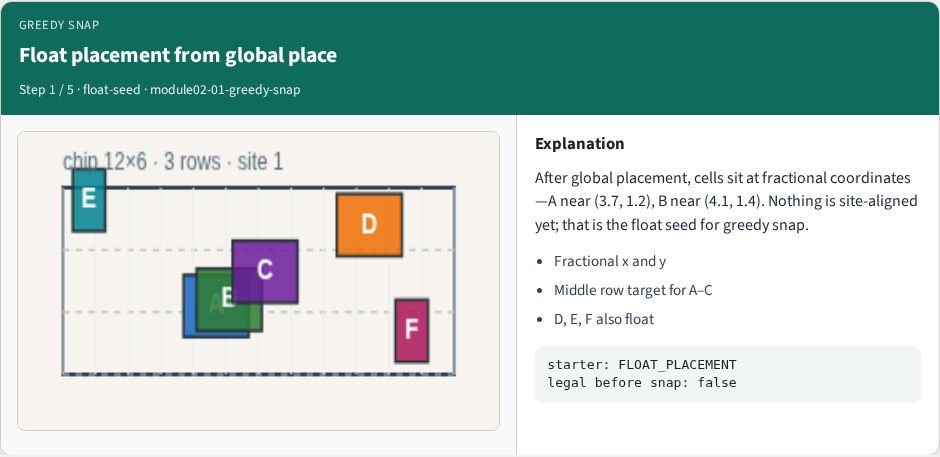 GREEDY SNAP
Float placement from global place
Step 1 / 5 · float-seed · module02-01-greedy-snap
chip 12×6 · 3 rows · site 1
E
D
C
A
B
F
Explanation
After global placement, cells sit at fractional coordinates
—A near (3.7, 1.2), B near (4.1, 1.4). Nothing is site-aligned
yet; that is the float seed for greedy snap.
• Fractional x and y
• Middle row target for A–C
• D, E, F also float
starter: FLOAT_PLACEMENT
legal before snap: false